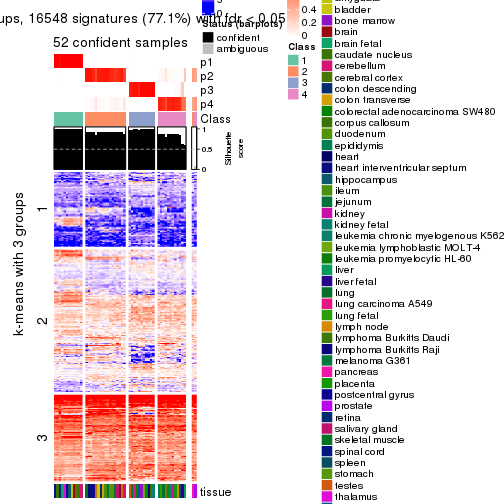 ups, 16548 signatures (77.1%) with fdr < 0.05
52 confident samples
p1
p2
p3
p4
Class
1
0.5
0
Silhouette
score
k-means with 3 groups
1
2
3
tissue
0
Status (barplots)
confident
ambiguous
0.4
0.2
0
Class
1
2
3
4
bladder
bone marrow
brain
brain fetal
caudate nucleus
cerebellum
cerebral cortex
colon descending
colon transverse
colorectal adenocarcinoma SW480
corpus callosum
duodenum
epididymis
heart
heart interventricular septum
hippocampus
ileum
jejunum
kidney
kidney fetal
leukemia chronic myelogenous K562
leukemia lymphoblastic MOLT-4
leukemia promyelocytic HL-60
liver
liver fetal
lung
lung carcinoma A549
lung fetal
lymph node
lymphoma Burkitts Daudi
lymphoma Burkitts Raji
melanoma G361
pancreas
placenta
postcentral gyrus
prostate
retina
salivary gland
skeletal muscle
spinal cord
spleen
stomach
testes
thalamus